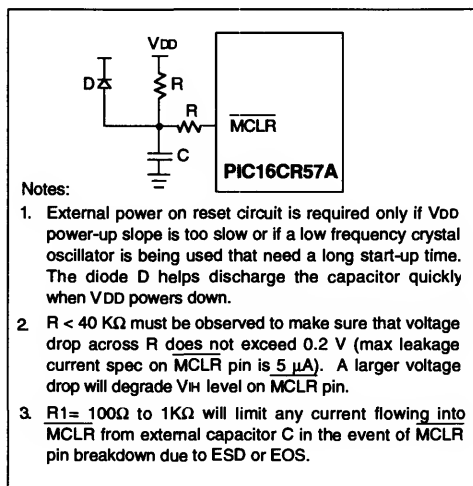 VDD
D
R
R
MCLR
C
PIC16CR57A
Notes:
1. External power on reset circuit is required only if VDD
power-up slope is too slow or if a low frequency crystal
oscillator is being used that need a long start-up time.
The diode D helps discharge the capacitor quickly
when VDD powers down.
2. R < 40 KΩ must be observed to make sure that voltage
drop across R does not exceed 0.2 V (max leakage
current spec on MCLR pin is 5 µA). A larger voltage
drop will degrade VIH level on MCLR pin.
3. R1= 100Ω to 1KΩ will limit any current flowing into
MCLR from external capacitor C in the event of MCLR
pin breakdown due to ESD or EOS.